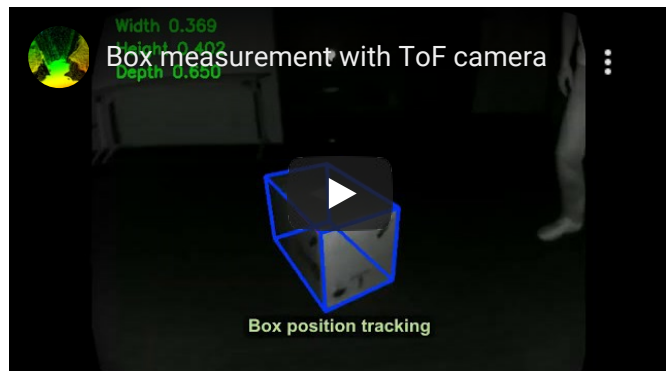 Width 0.369
Height 0.402
Box measurement with ToF camera
Depth 0.650
Box position tracking